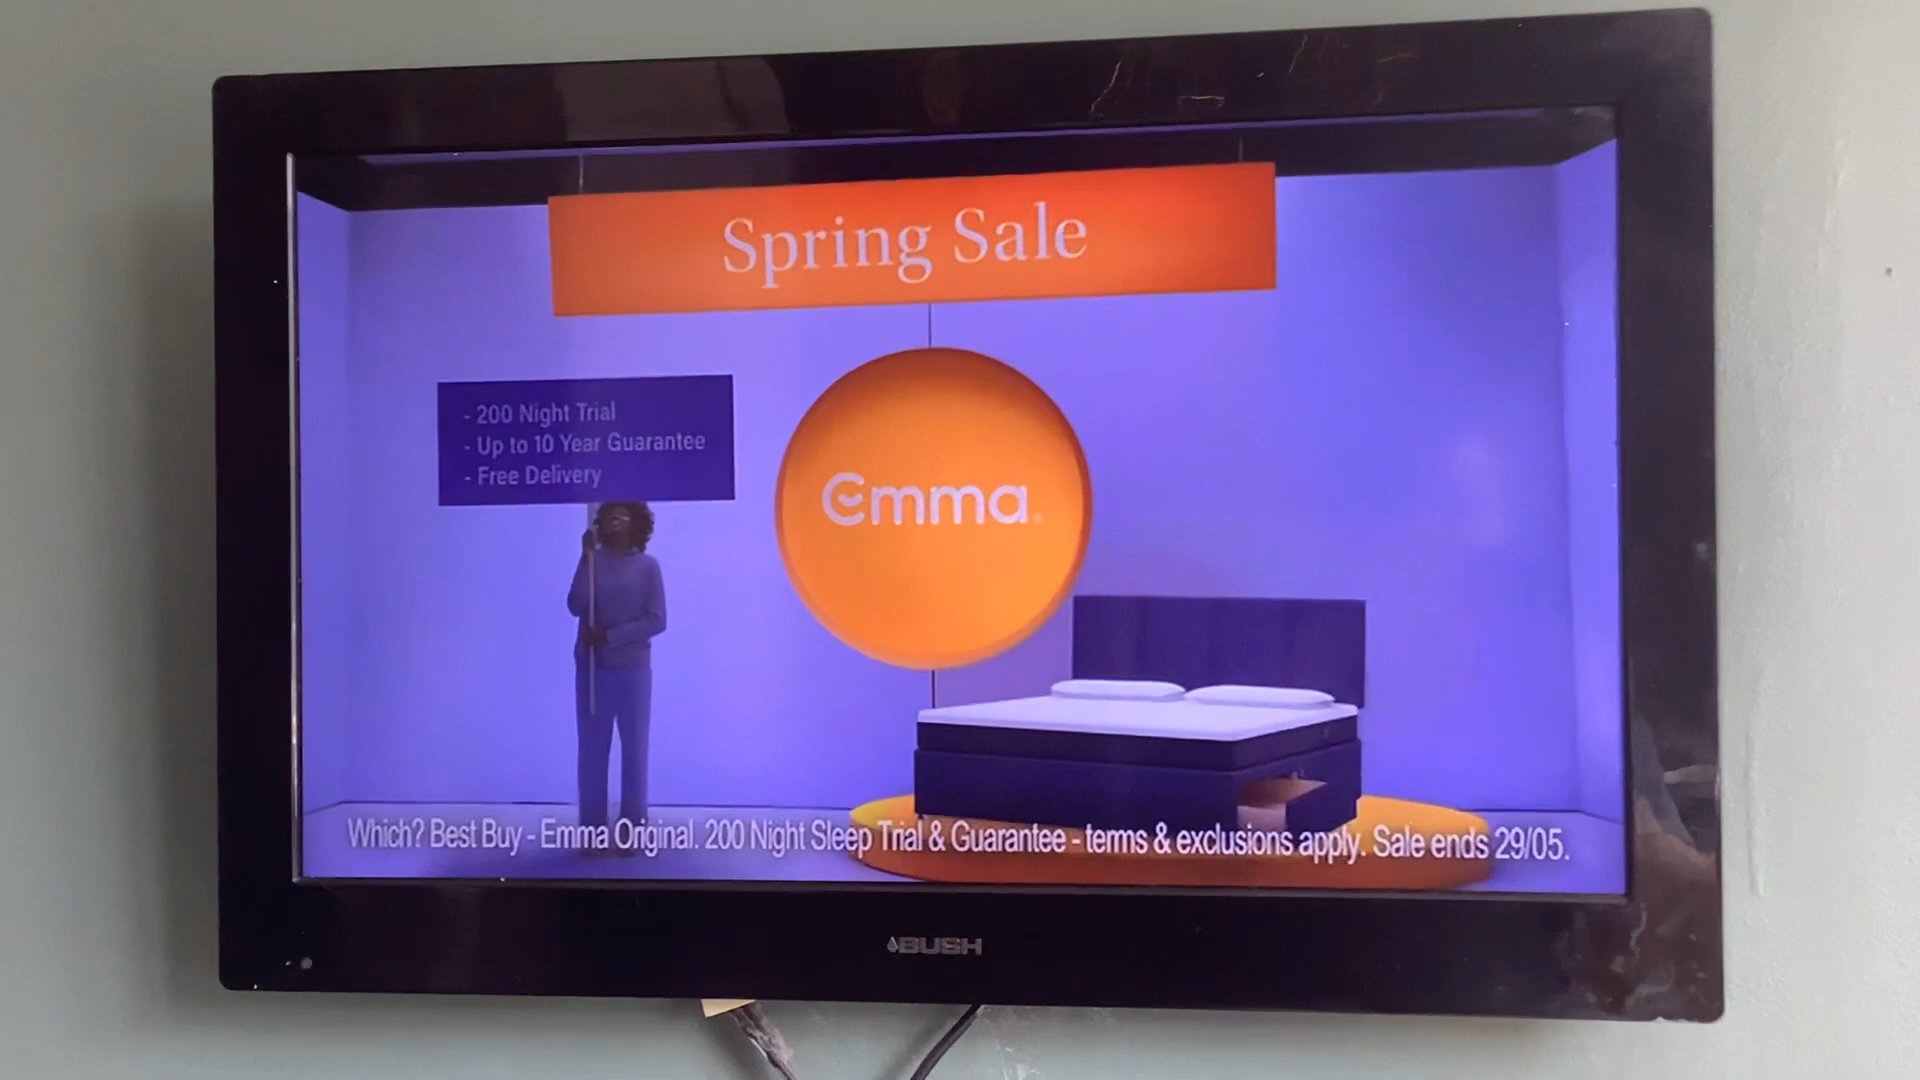 Spring Sale
- 200 Night Trial
- Up to 10 Year Guarantee
- Free Delivery
Emma
Which? Best Buy - Emma Original. 200 Night Sleep Trial & Guarantee - terms & exclusions apply. Sale ends 29/05.
BUSH